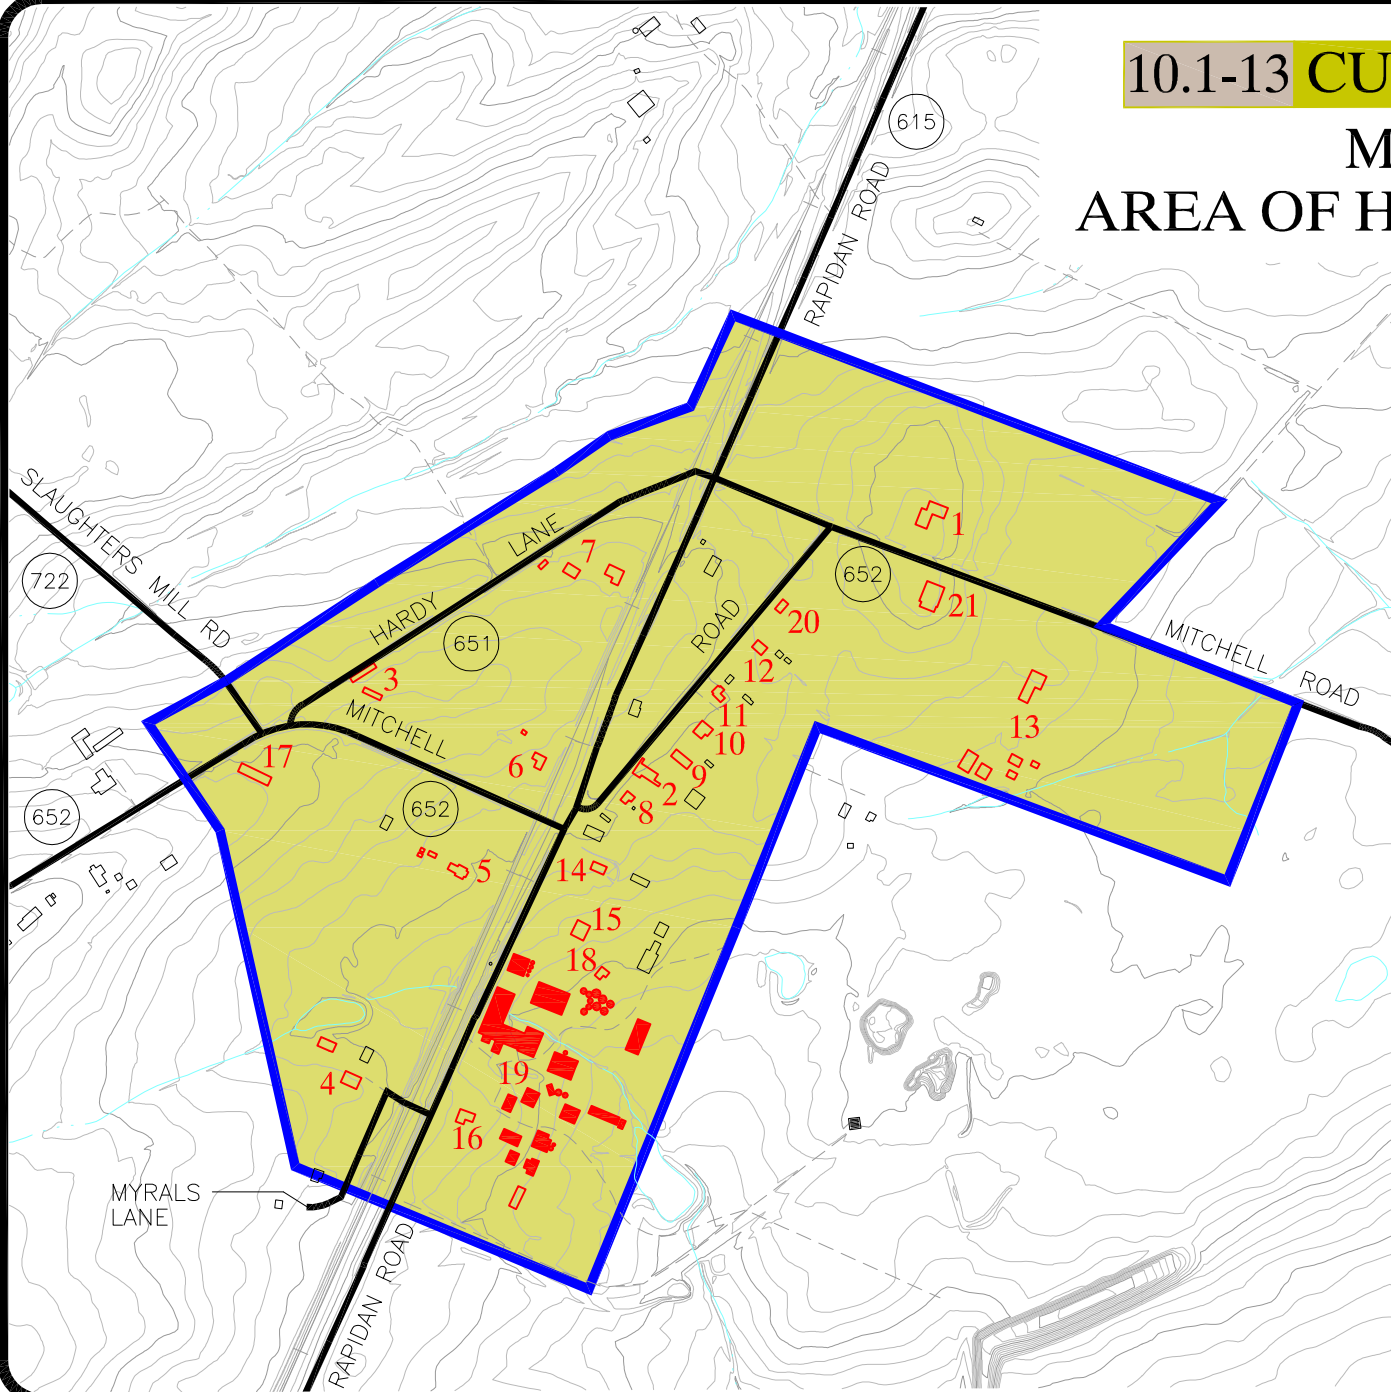 10.1-13 CU
M
AREA OF H
615
RAPIDAN ROAD
SLAUGHTERS MILL RD
722
LANE
HARDY
651
7
1
652
21
ROAD
20
12
MITCHELL ROAD
3
MITCHELL
11
10
13
17
6
9
2
8
652
652
5
14
15
18
19
4
16
MYRALS
LANE
RAPIDAN ROAD